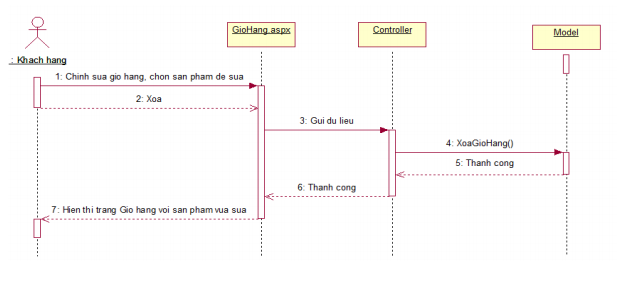 GioHang.aspx
Controller
Model
: Khach hang
1: Chinh sua gio hang, chon san pham de sua
2: Xoa
3: Gui du lieu
4: XoaGioHang()
5: Thanh cong
6: Thanh cong
7: Hien thi trang Gio hang voi san pham vua sua